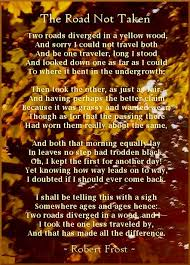 The Road Not Taken
Two roads diverged in a yellow wood,
And sorry I could not travel both
And be one traveler, long I stood
And looked down one as far as I could
To where it bent in the undergrowth;
Then took the other, as just as fair,
And having perhaps the better claim
Because it was grassy and wanted wear,
Though as for that the passing there
Had worn them really about the same,
And both that morning equally lay
In leaves no step had trodden black
Oh, I kept the first for another day!
Yet knowing how way leads on to way,
I doubted if I should ever come back.
I shall be telling this with a sigh
Somewhere ages and ages hence:
Two roads diverged in a wood, and I
I took the one less traveled by,
And that has made all the difference.
- Robert Frost -